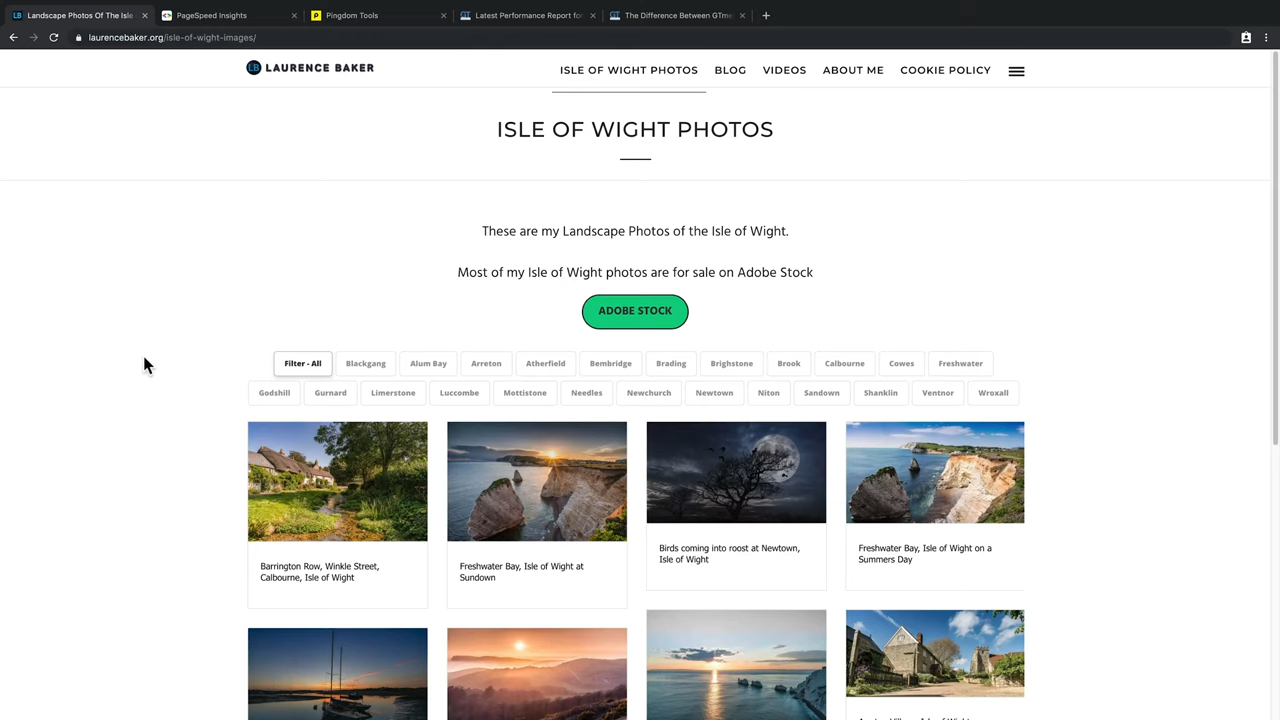 Landscape Photos Of The Isle
PageSpeed Insights
Pingdom Tools
Latest Performance Report for
The Difference Between GTme
laurencebaker.org/isle-of-wight-images/
LB LAURENCE BAKER
ISLE OF WIGHT PHOTOS
BLOG
VIDEOS
ABOUT ME
COOKIE POLICY
ISLE OF WIGHT PHOTOS
These are my Landscape Photos of the Isle of Wight.
Most of my Isle of Wight photos are for sale on Adobe Stock
ADOBE STOCK
Filter - All
Blackgang
Alum Bay
Arreton
Atherfield
Bembridge
Brading
Brighstone
Brook
Calbourne
Cowes
Freshwater
Godshill
Gurnard
Limerstone
Luccombe
Mottistone
Needles
Newchurch
Newtown
Niton
Sandown
Shanklin
Ventnor
Wroxall
Barrington Row, Winkle Street,
Calbourne, Isle of Wight
Freshwater Bay, Isle of Wight at
Sundown
Birds coming into roost at Newtown,
Isle of Wight
Freshwater Bay, Isle of Wight on a
Summers Day